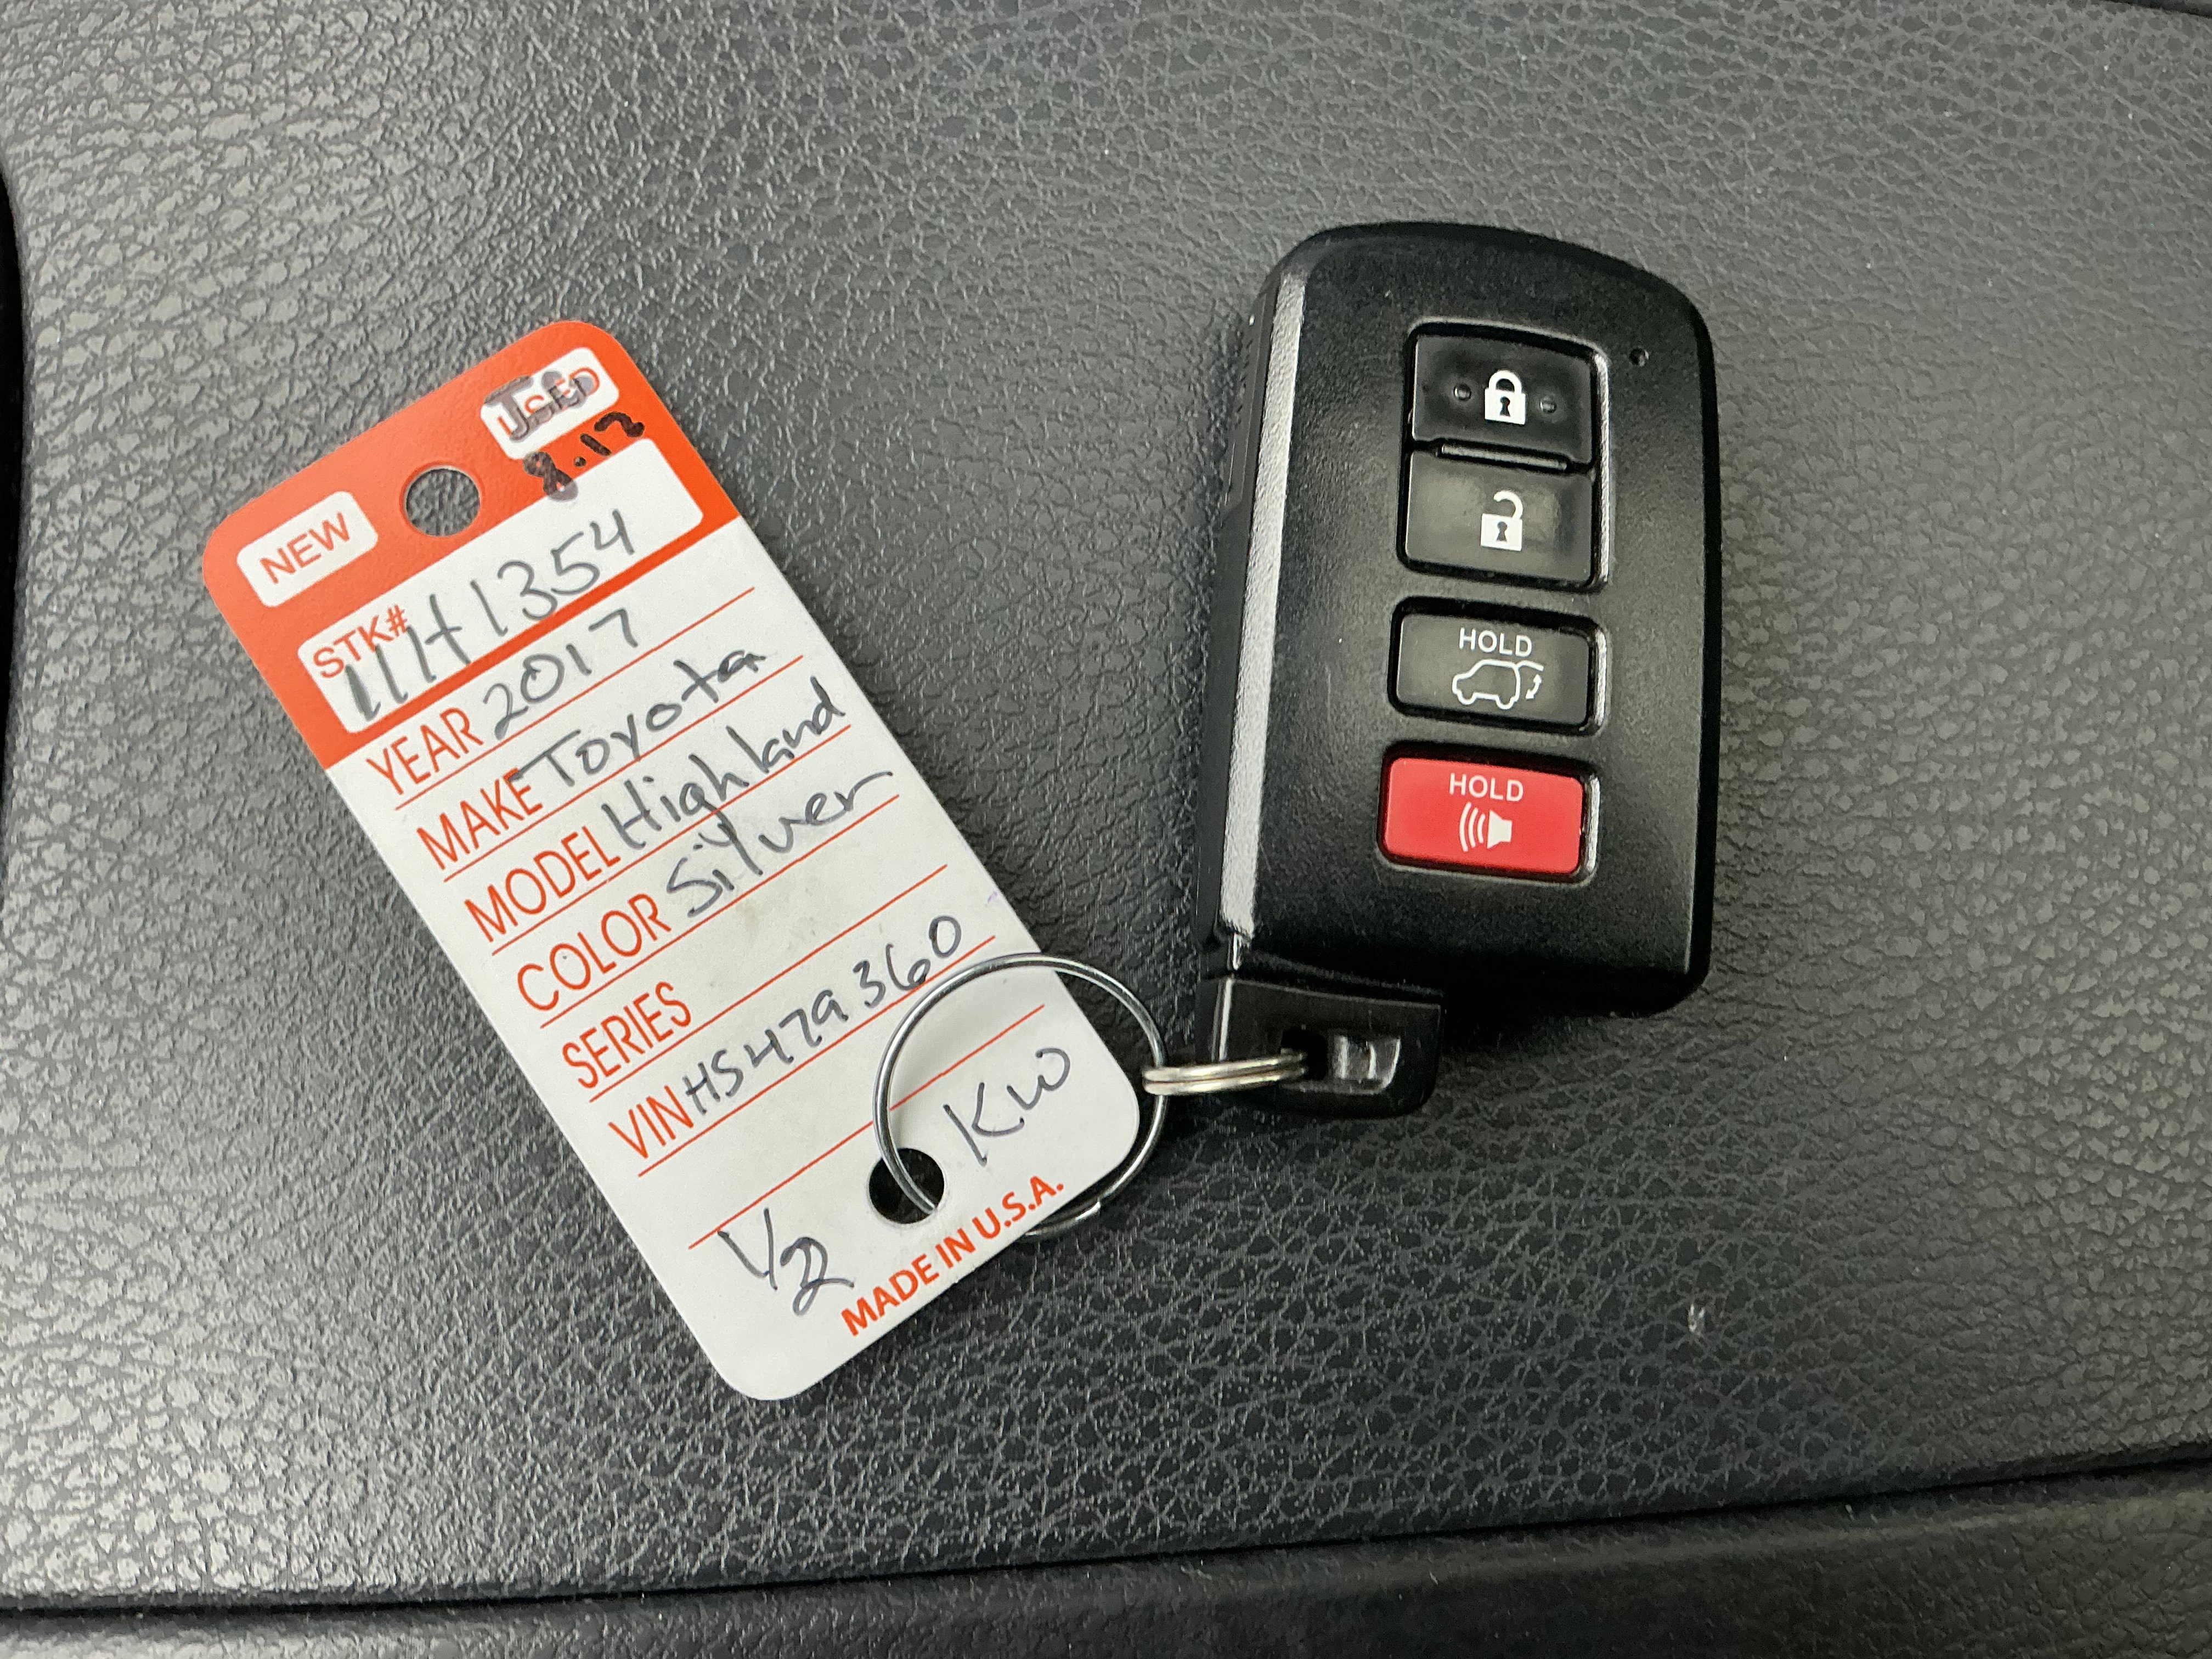 NEW
USED
8.12
STK# UH1354
YEAR 2017
MAKE Toyota
MODEL Highland
COLOR Silver
SERIES
VIN HS479360
KW
1/2
MADE IN U.S.A.
HOLD
HOLD